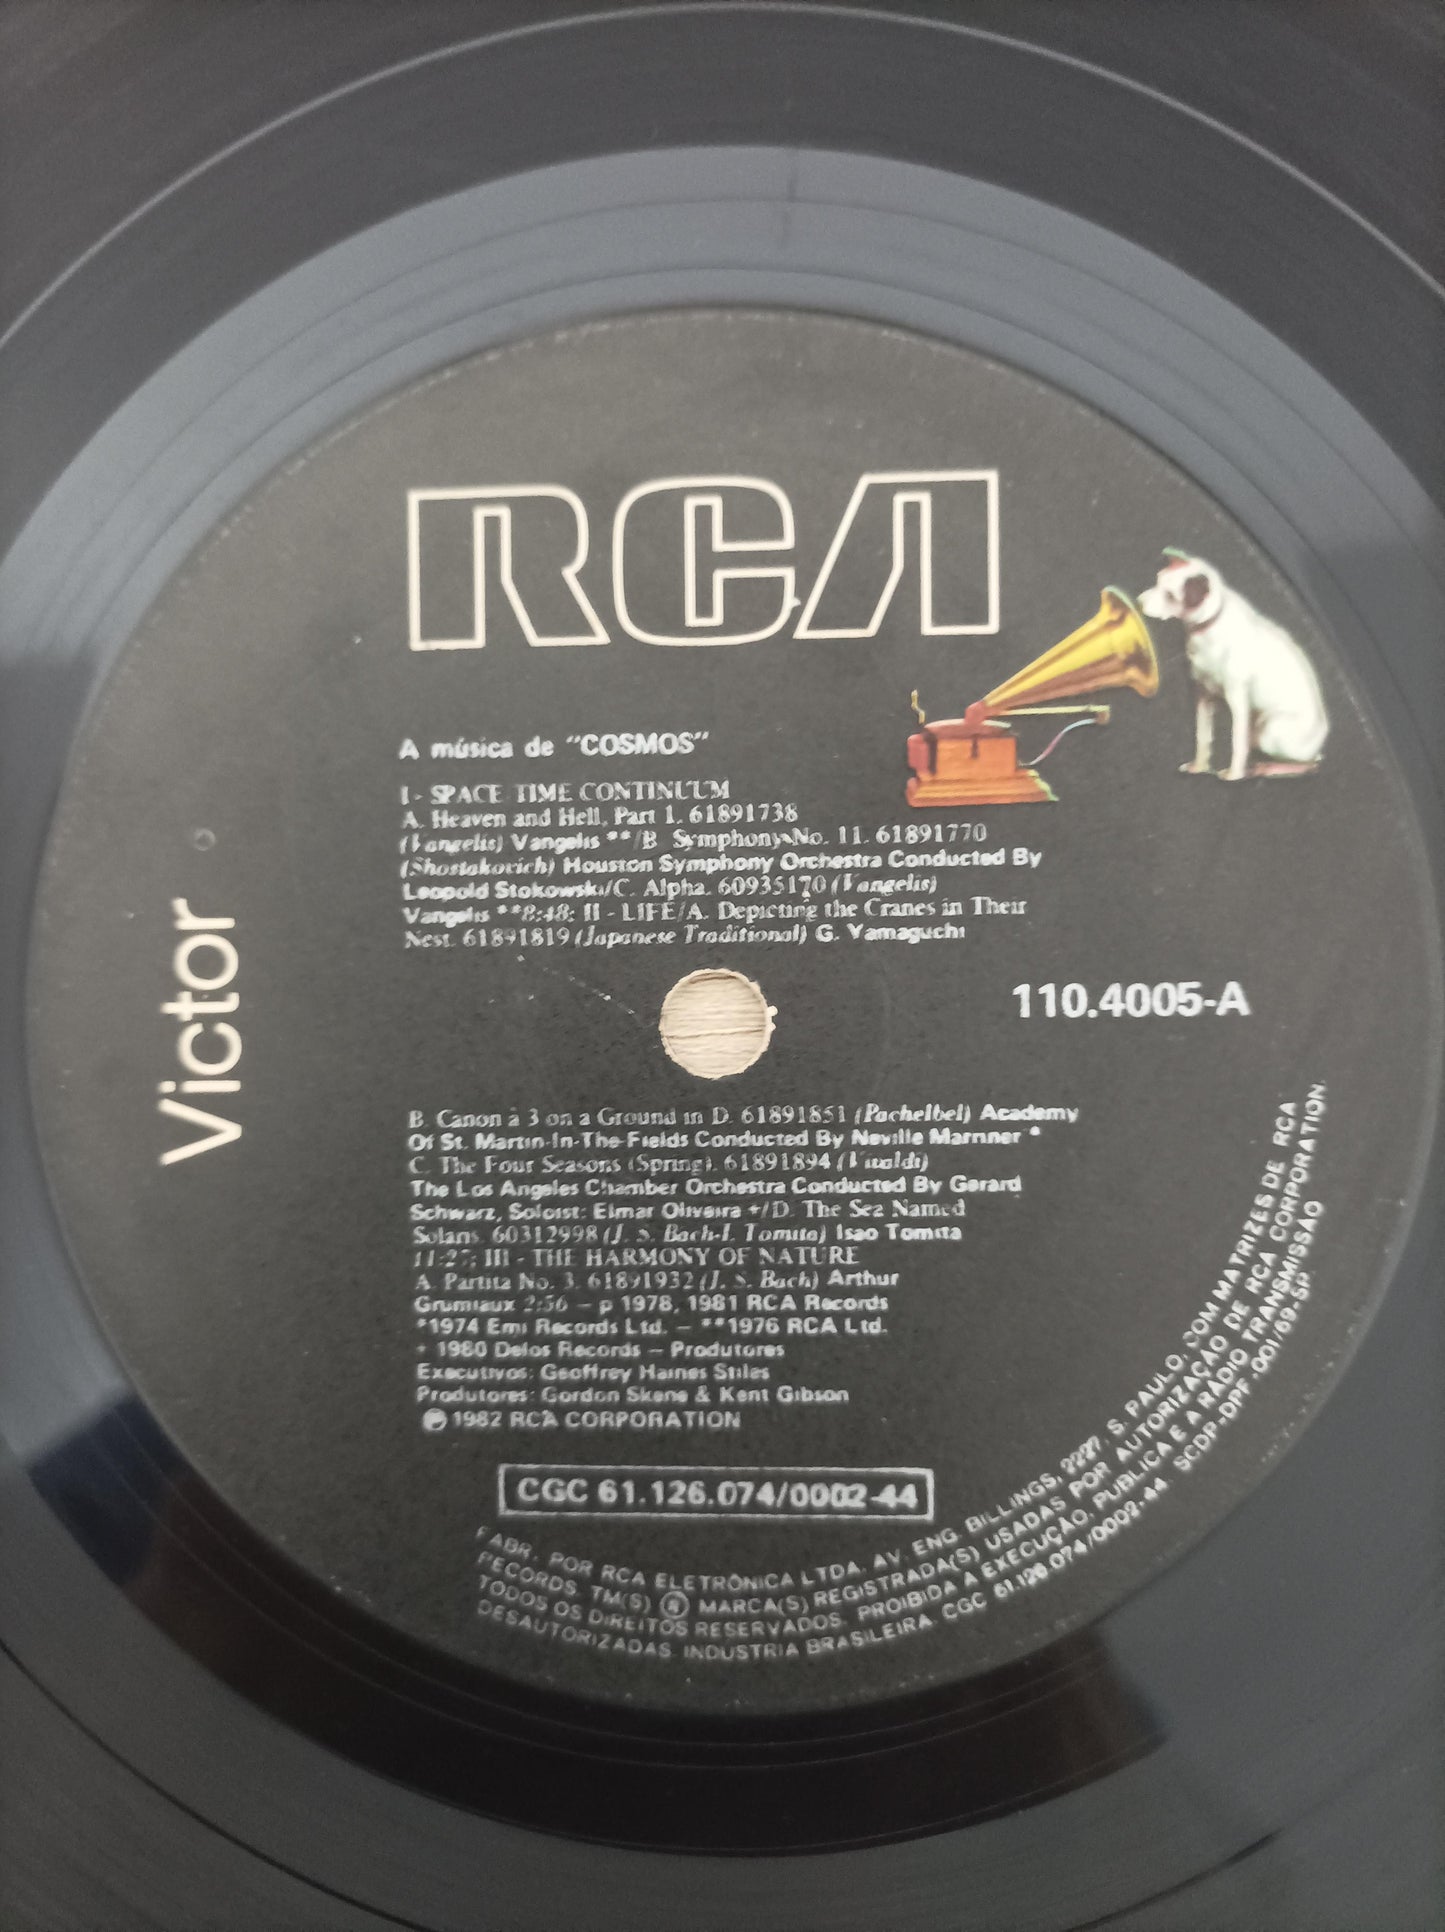 RCA
Victor
A música de "COSMOS"
I - SPACE TIME CONTINUUM
A. Heaven and Hell, Part 1. 61891738
(Vangelis) Vangelis **/B. Symphony No. 11. 61891770
(Shostakovich) Houston Symphony Orchestra Conducted By
Leopold Stokowski/C. Alpha. 60935170 (Vangelis)
Vangelis **8:48; II - LIFE/A. Depicting the Cranes in Their
Nest. 61891819 (Japanese Traditional) G. Yamaguchi
110.4005-A
B. Canon à 3 on a Ground in D. 61891851 (Pachelbel) Academy
Of St. Martin-In-The-Fields Conducted By Neville Marriner *
C. The Four Seasons (Spring). 61891894 (Vivaldi)
The Los Angeles Chamber Orchestra Conducted By Gerard
Schwarz, Soloist: Elmar Oliveira +/D. The Sea Named
Solaris. 60312998 (J. S. Bach-I. Tomita) Isao Tomita
11:27; III - THE HARMONY OF NATURE
A. Partita No. 3. 61891932 (J. S. Bach) Arthur
Grumiaux 2:56 - p 1978, 1981 RCA Records
*1974 Emi Records Ltd. - **1976 RCA Ltd.
+ 1980 Delos Records - Produtores
Executivos: Geoffrey Haines Stiles
Produtores: Gordon Skene & Kent Gibson
℗ 1982 RCA CORPORATION
CGC 61.126.074/0002-44
FABR. POR RCA ELETRÔNICA LTDA. AV. ENG. BILLINGS, 2227, S. PAULO, COM MATRIZES DE RCA
RECORDS. TM(S) ® MARCA(S) REGISTRADA(S) USADAS POR AUTORIZAÇÃO DE RCA CORPORATION.
TODOS OS DIREITOS RESERVADOS. PROIBIDA A EXECUÇÃO, PUBLICA E A RÁDIO TRANSMISSÃO
DESAUTORIZADAS. INDUSTRIA BRASILEIRA. CGC 61.126.074/0002-44 SCDP-DPF .001/69-SP